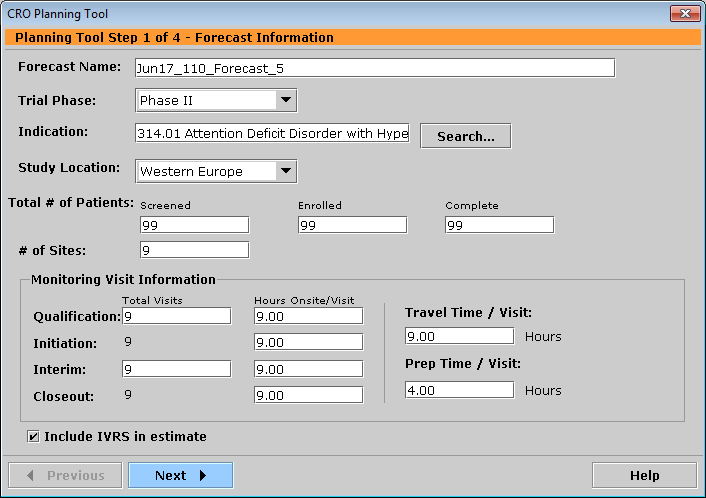 CRO Planning Tool
Planning Tool Step 1 of 4 - Forecast Information
Forecast Name: Jun17_110_Forecast_5
Trial Phase: Phase II
Indication: 314.01 Attention Deficit Disorder with Hype Search...
Study Location: Western Europe
Total # of Patients: Screened Enrolled Complete
99 99 99
# of Sites: 9
Monitoring Visit Information
Total Visits Hours Onsite/Visit
Qualification: 9 9.00
Initiation: 9 9.00
Interim: 9 9.00
Closeout: 9 9.00
Travel Time / Visit:
9.00 Hours
Prep Time / Visit:
4.00 Hours
Include IVRS in estimate
Previous Next Help